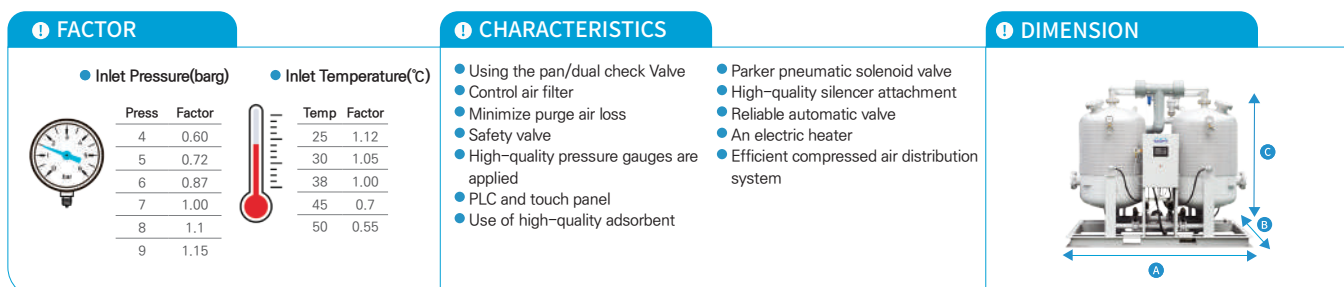 FACTOR
Inlet Pressure(barg)
Press Factor
4 0.60
5 0.72
6 0.87
7 1.00
8 1.1
9 1.15
bar
Inlet Temperature(℃)
Temp Factor
25 1.12
30 1.05
38 1.00
45 0.7
50 0.55
CHARACTERISTICS
Using the pan/dual check Valve
Control air filter
Minimize purge air loss
Safety valve
High-quality pressure gauges are
applied
PLC and touch panel
Use of high-quality adsorbent
Parker pneumatic solenoid valve
High-quality silencer attachment
Reliable automatic valve
An electric heater
Efficient compressed air distribution
system
DIMENSION
C
B
A